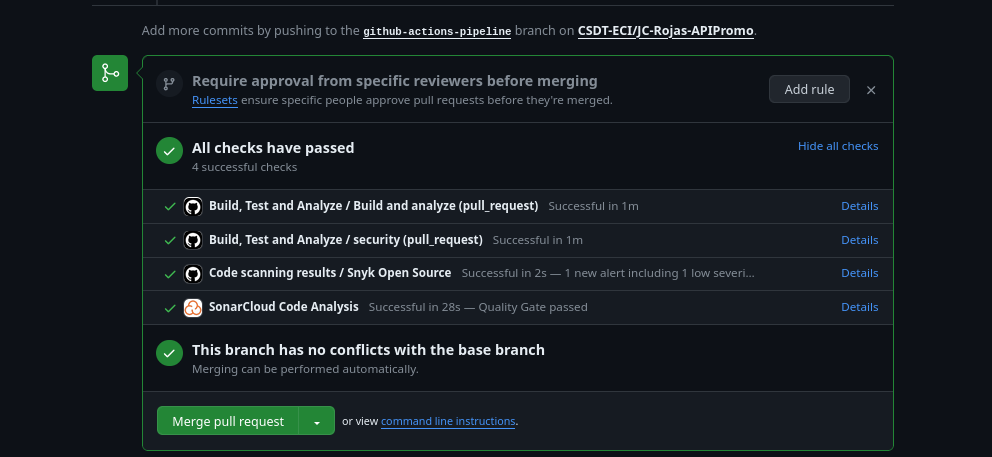 Add more commits by pushing to the github-actions-pipeline branch on CSDT-ECI/JC-Rojas-APIPromo.
Require approval from specific reviewers before merging
Rulesets ensure specific people approve pull requests before they're merged.
Add rule
All checks have passed
4 successful checks
Hide all checks
Build, Test and Analyze / Build and analyze (pull_request) Successful in 1m Details
Build, Test and Analyze / security (pull_request) Successful in 1m Details
Code scanning results / Snyk Open Source Successful in 2s — 1 new alert including 1 low severi... Details
SonarCloud Code Analysis Successful in 28s — Quality Gate passed Details
This branch has no conflicts with the base branch
Merging can be performed automatically.
Merge pull request or view command line instructions.